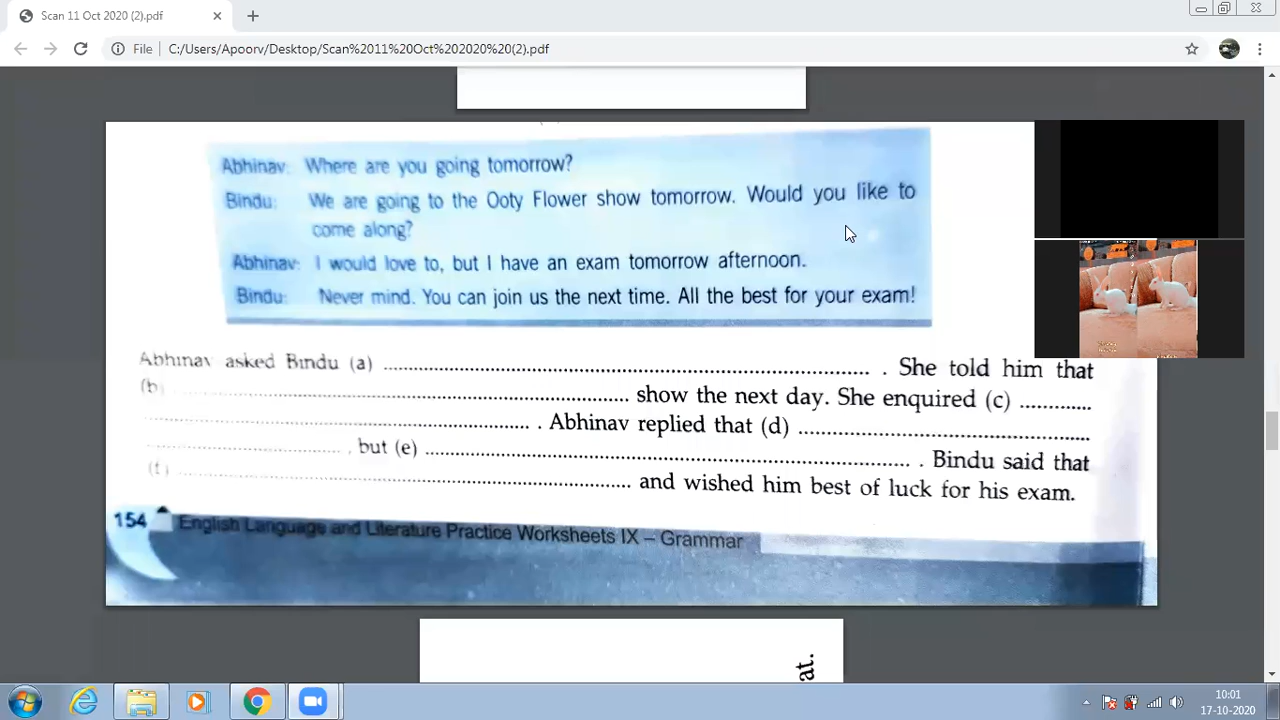 Scan 11 Oct 2020 (2).pdf
File C:/Users/Apoorv/Desktop/Scan%2011%20Oct%202020%20(2).pdf
Abhinav: Where are you going tomorrow?
Bindu: We are going to the Ooty Flower show tomorrow. Would you like to
come along?
Abhinav: I would love to, but I have an exam tomorrow afternoon.
Bindu: Never mind. You can join us the next time. All the best for your exam!
Abhinav asked Bindu (a) ........................ . She told him that
(b) ........................ show the next day. She enquired (c) ............
........................ . Abhinav replied that (d) ........................
........................ , but (e) ........................ . Bindu said that
(f) ........................ and wished him best of luck for his exam.
154 English Language and Literature Practice Worksheets IX – Grammar
at.
10:01
17-10-2020